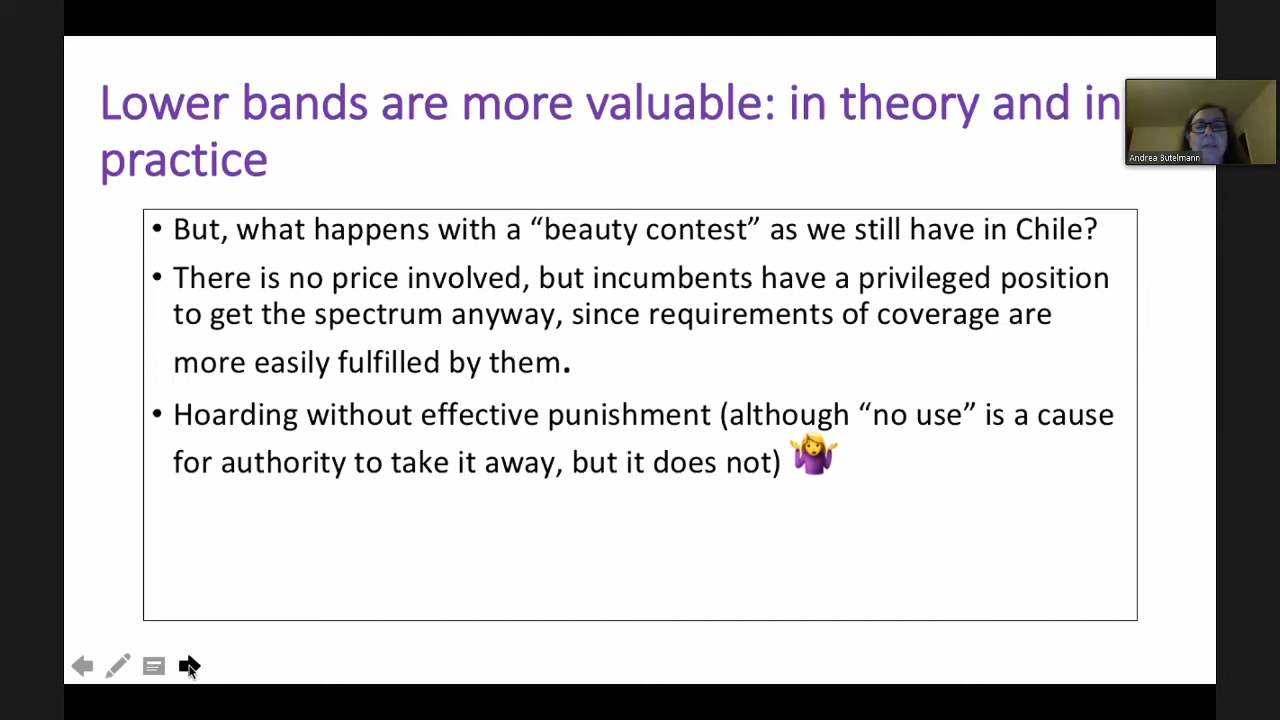 Lower bands are more valuable: in theory and in
practice
Andrea Butelmann
• But, what happens with a “beauty contest” as we still have in Chile?
• There is no price involved, but incumbents have a privileged position
to get the spectrum anyway, since requirements of coverage are
more easily fulfilled by them.
• Hoarding without effective punishment (although “no use” is a cause
for authority to take it away, but it does not) 🤷‍♀️